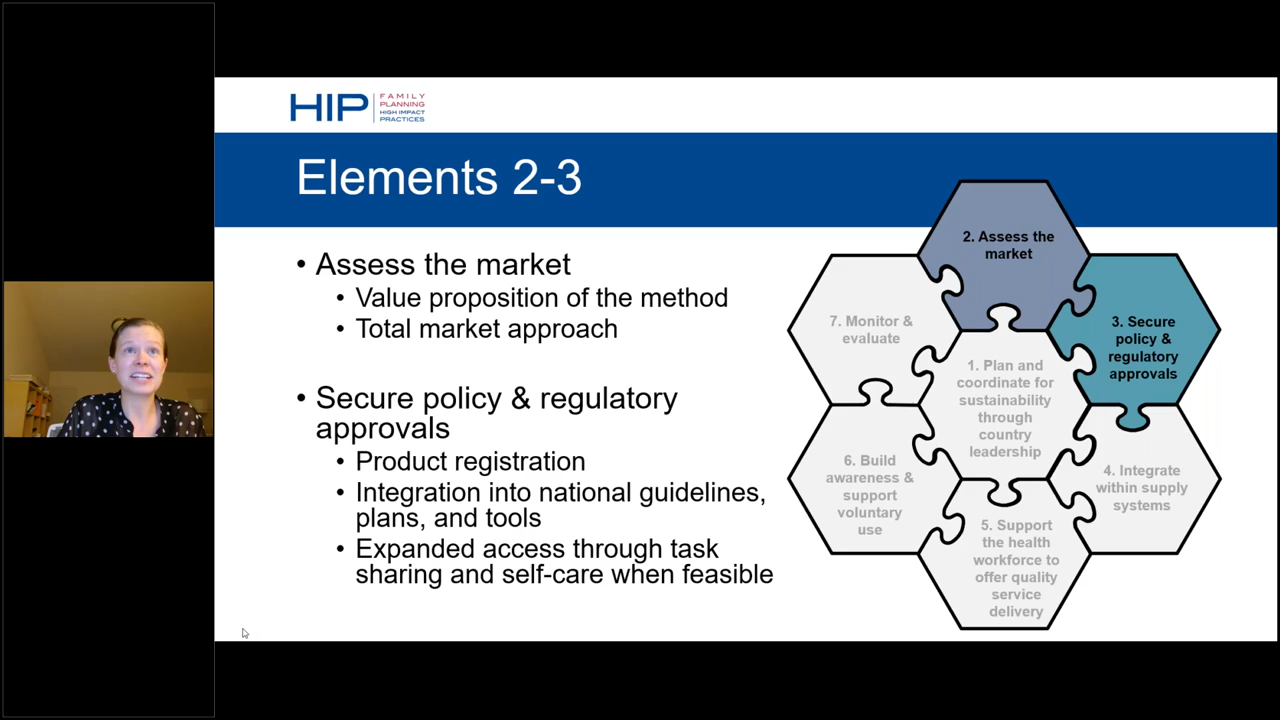 HIP
FAMILY
PLANNING
HIGH IMPACT
PRACTICES
Elements 2-3
• Assess the market
• Value proposition of the method
• Total market approach
• Secure policy & regulatory
approvals
• Product registration
• Integration into national guidelines,
plans, and tools
• Expanded access through task
sharing and self-care when feasible
2. Assess the
market
3. Secure
policy &
regulatory
approvals
7. Monitor &
evaluate
1. Plan and
coordinate for
sustainability
through
country
leadership
6. Build
awareness &
support
voluntary
use
4. Integrate
within supply
systems
5. Support
the health
workforce to
offer quality
service
delivery